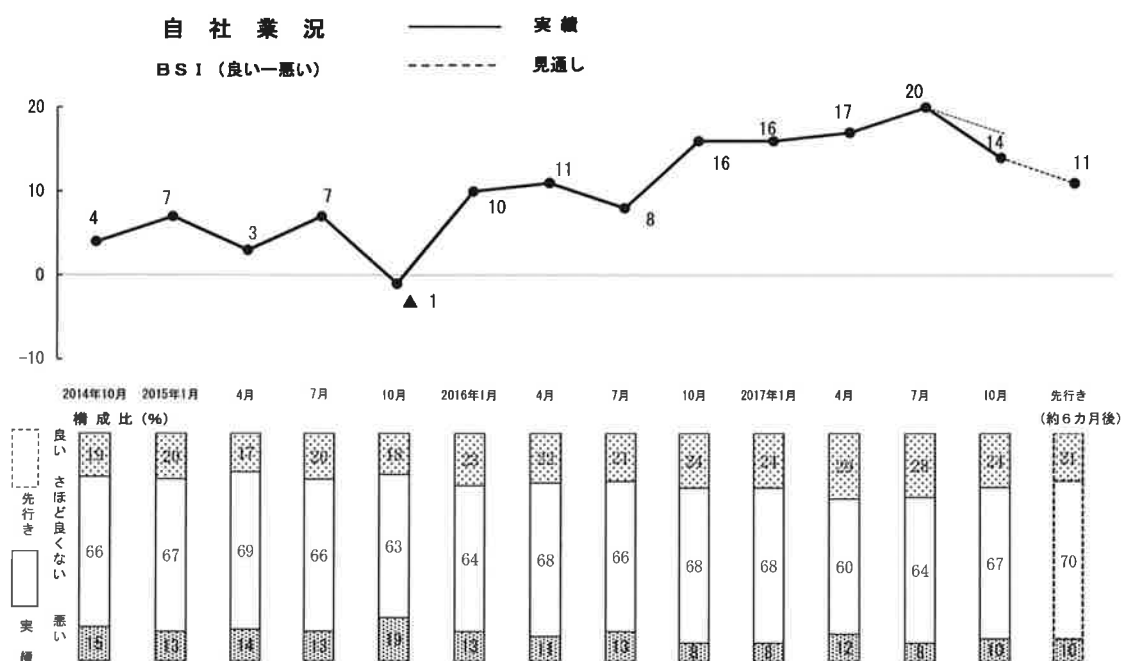 自社業況
実績
BSI（良い－悪い）
見通し
20
10
0
-10
4
7
3
7
▲ 1
10
11
8
16
16
17
20
14
11
2014年10月 2015年1月 4月 7月 10月 2016年1月 4月 7月 10月 2017年1月 4月 7月 10月 先行き
構成比（%）
（約6カ月後）
良い さほど良くない 悪い
先行き
実績
19 20 17 20 18 23 22 21 24 24 29 28 24 21
66 67 69 66 63 64 68 66 68 68 60 64 67 70
15 13 14 13 19 13 11 13 8 8 12 8 10 10